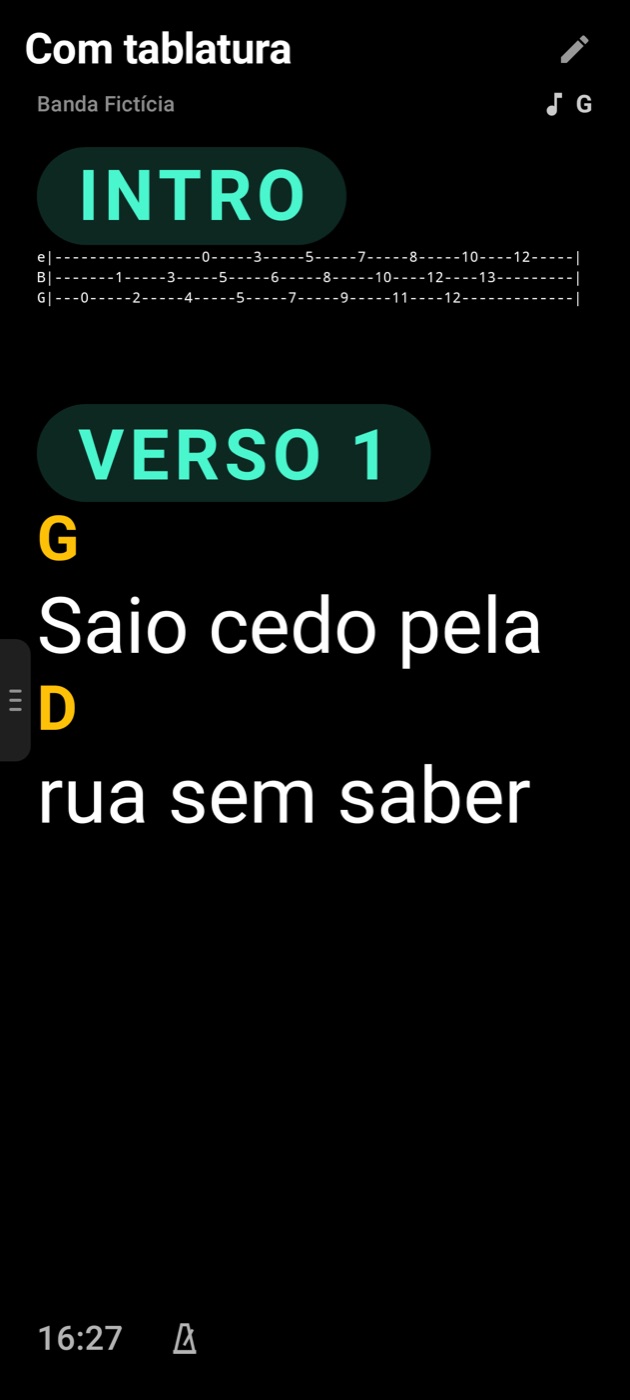 Com tablatura
Banda Fictícia
G
INTRO
e|-----------------0-----3-----5-----7-----8-----10----12-----|
B|-------1-----3-----5-----6-----8-----10----12----13---------|
G|---0-----2-----4-----5-----7-----9-----11----12-------------|
VERSO 1
G
Saio cedo pela
D
rua sem saber
16:27